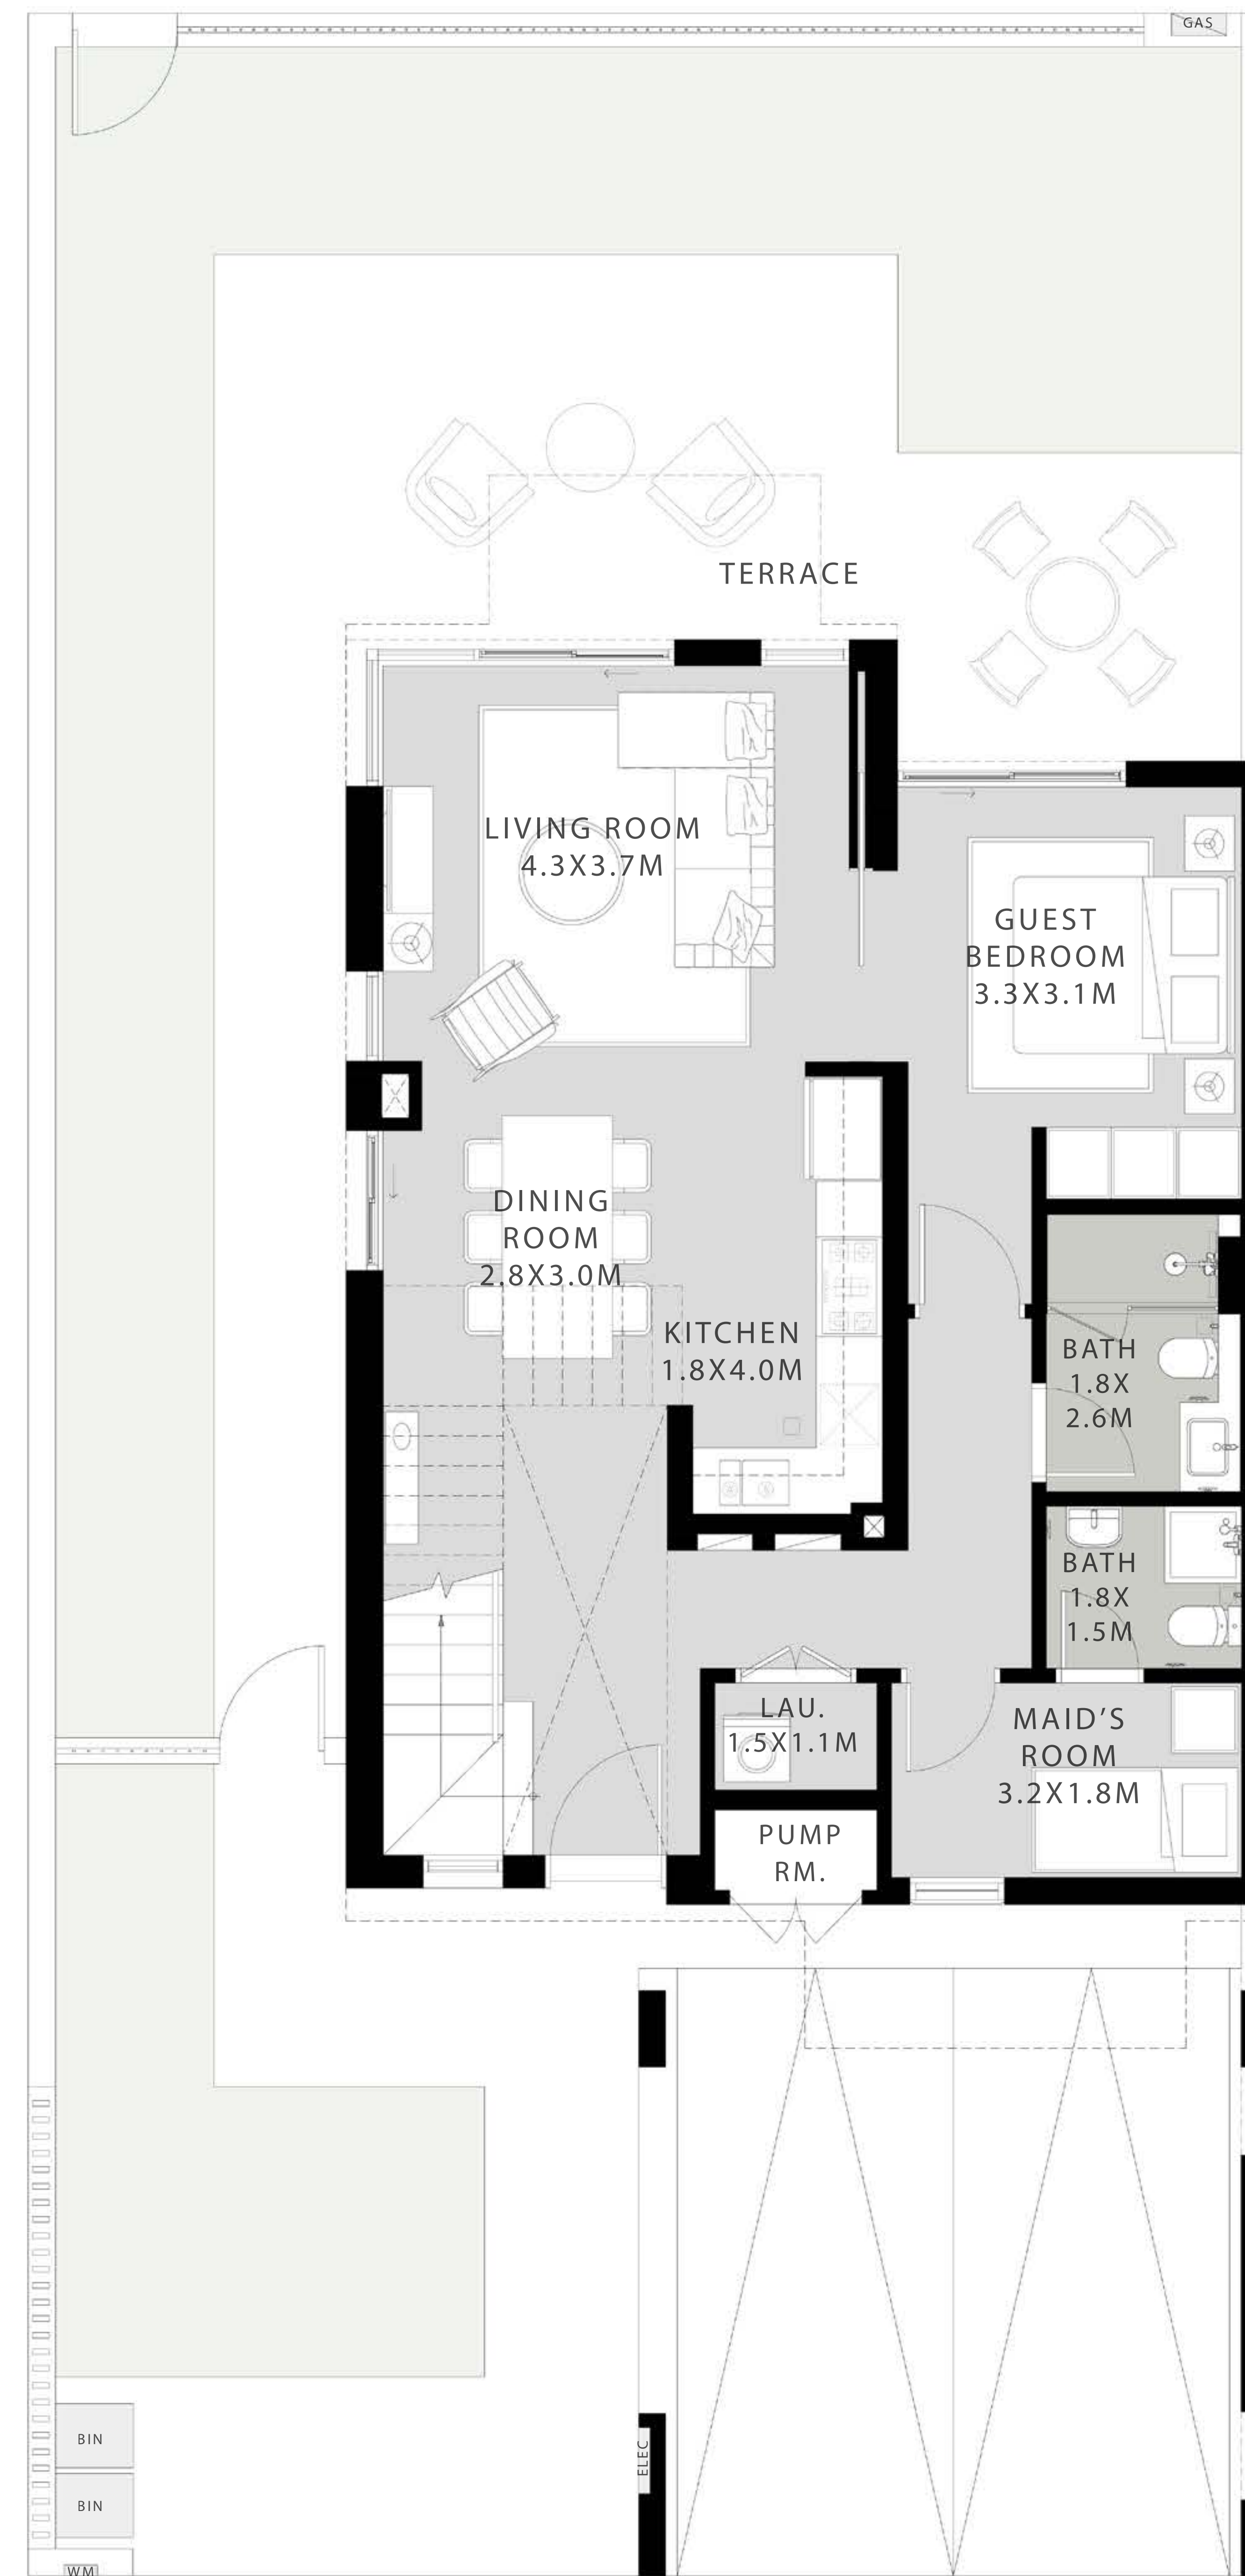 GAS
TERRACE
LIVING ROOM
4.3X3.7M
GUEST
BEDROOM
3.3X3.1M
DINING
ROOM
2.8X3.0M
KITCHEN
1.8X4.0M
BATH
1.8X
2.6M
BATH
1.8X
1.5M
LAU.
1.5X1.1M
MAID'S
ROOM
3.2X1.8M
PUMP
RM.
BIN
ELEC
BIN
WM